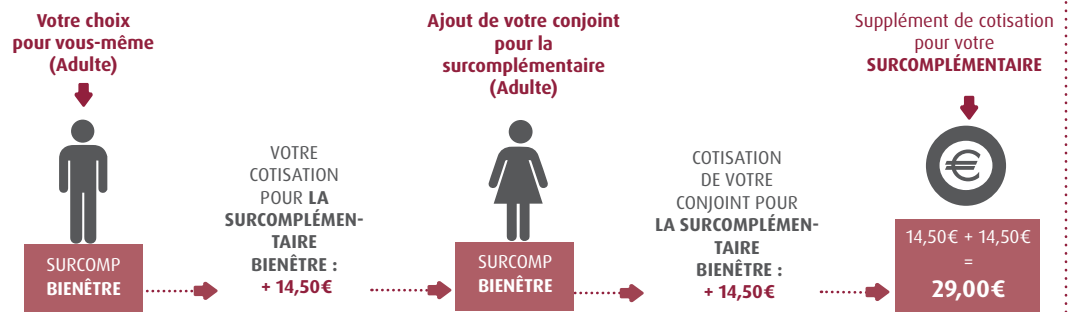 Votre choix
pour vous-même
(Adulte)
SURCOMP
BIENÊTRE
VOTRE
COTISATION
POUR LA
SURCOMPLÉMEN-
TAIRE
BIENÊTRE :
+ 14,50€
Ajout de votre conjoint
pour la
surcomplémentaire
(Adulte)
SURCOMP
BIENÊTRE
COTISATION
DE VOTRE
CONJOINT POUR
LA SURCOMPLÉMEN-
TAIRE
BIENÊTRE :
+ 14,50€
Supplément de cotisation
pour votre
SURCOMPLÉMENTAIRE
€
14,50€ + 14,50€
=
29,00€